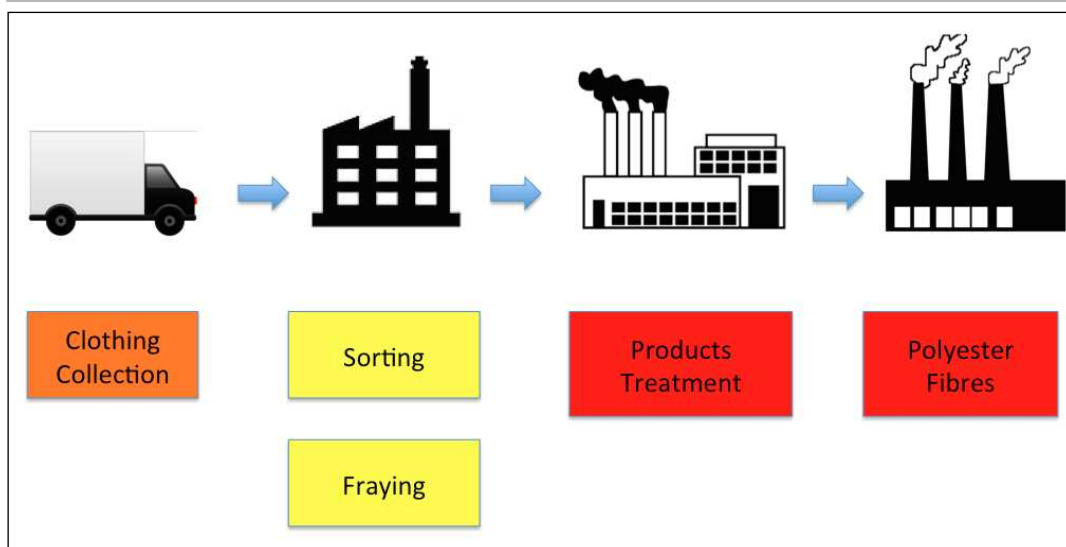 Clothing
Collection
Sorting
Products
Treatment
Polyester
Fibres
Fraying